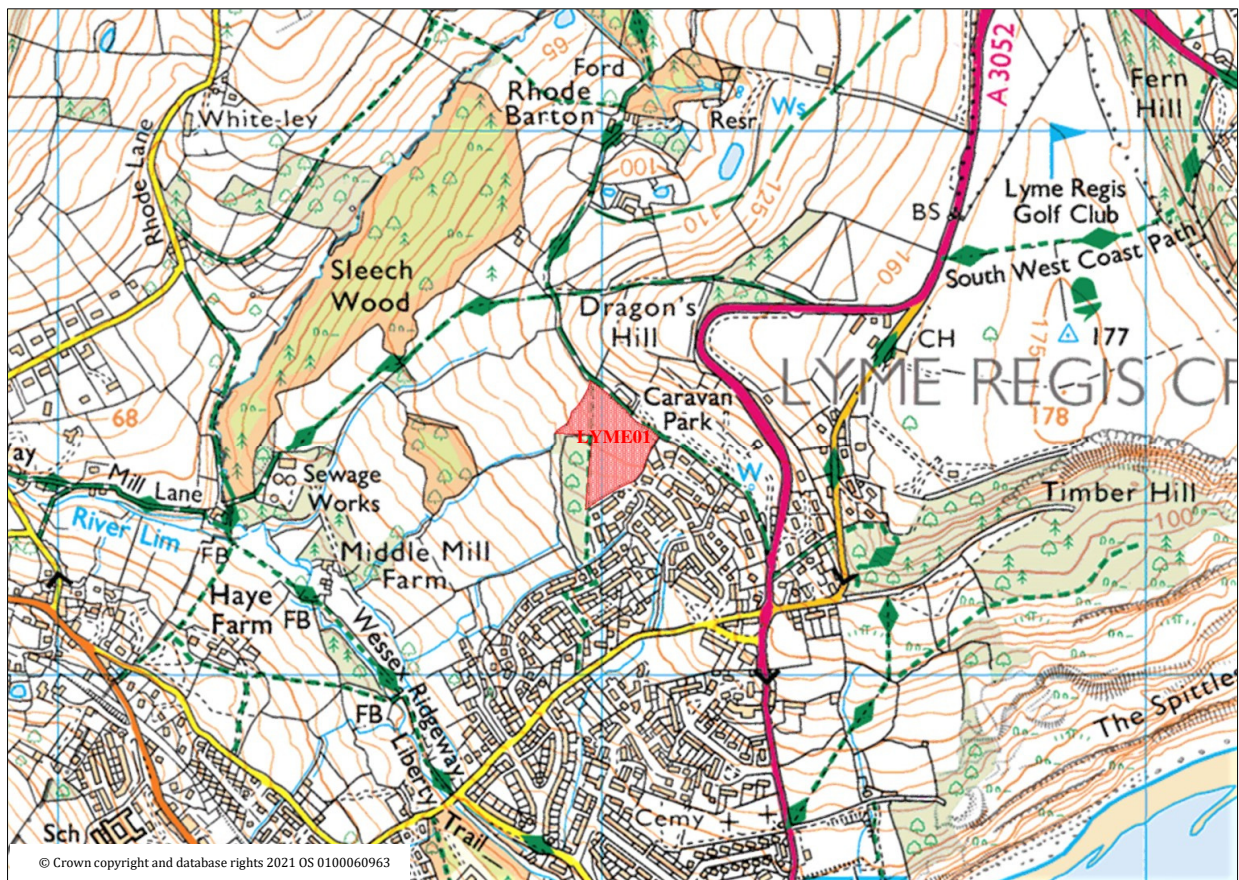 65
Ford
Rhode
Barton
Resr
Ws
A 3052
Fern
Hill
White-ley
Rhode Lane
100
125
110
Lyme Regis
Golf Club
BS
South West Coast Path
160
Sleech
Wood
Dragon's
Hill
CH
175
177
LYME REGIS C
178
68
Caravan
Park
LYME01
W
ay
Mill Lane
Sewage
Works
Timber Hill
100
River Lim
FB
Middle Mill
Farm
Haye
Farm
FB
Wessex Ridgeway
FB
Liberty
Trail
The Spittles
Cemy
Sch
© Crown copyright and database rights 2021 OS 0100060963